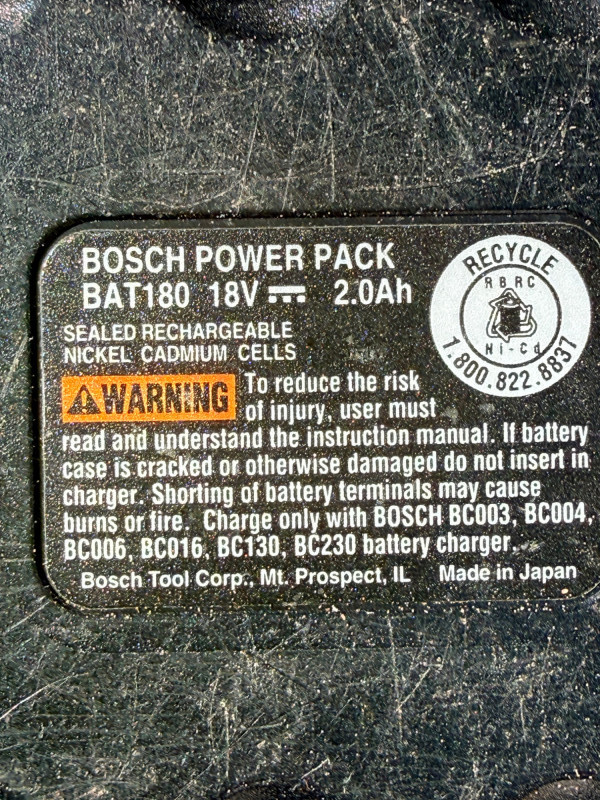 BOSCH POWER PACK
BAT180 18V 2.0Ah
SEALED RECHARGEABLE
NICKEL CADMIUM CELLS
RECYCLE
RBRC
Ni-Cd
1.800.822.8837
WARNING To reduce the risk
of injury, user must
read and understand the instruction manual. If battery
case is cracked or otherwise damaged do not insert in
charger. Shorting of battery terminals may cause
burns or fire. Charge only with BOSCH BC003, BC004,
BC006, BC016, BC130, BC230 battery charger.
Bosch Tool Corp., Mt. Prospect, IL Made in Japan